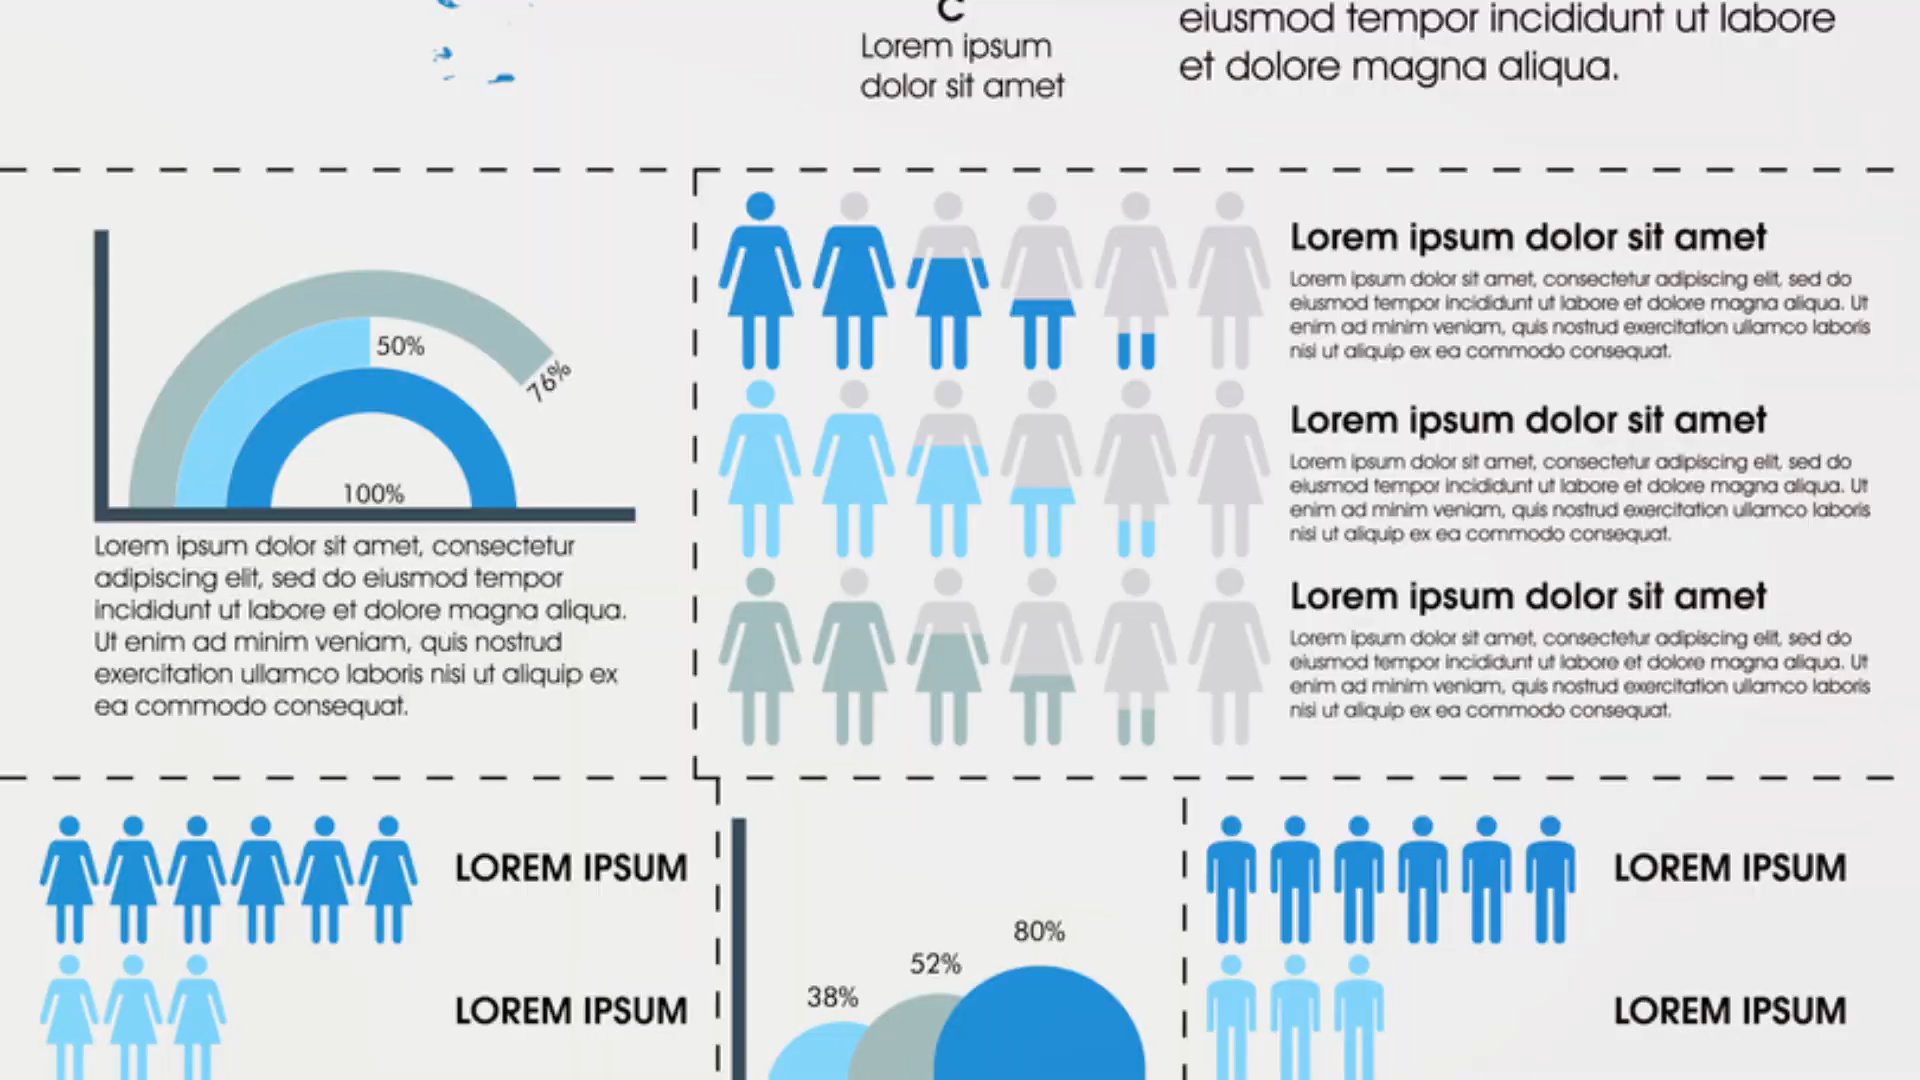 C
Lorem ipsum
dolor sit amet
eiusmod tempor incididunt ut labore
et dolore magna aliqua.
50%
76%
100%
Lorem ipsum dolor sit amet, consectetur
adipiscing elit, sed do eiusmod tempor
incididunt ut labore et dolore magna aliqua.
Ut enim ad minim veniam, quis nostrud
exercitation ullamco laboris nisi ut aliquip ex
ea commodo consequat.
Lorem ipsum dolor sit amet
Lorem ipsum dolor sit amet, consectetur adipiscing elit, sed do
eiusmod tempor incididunt ut labore et dolore magna aliqua. Ut
enim ad minim veniam, quis nostrud exercitation ullamco laboris
nisi ut aliquip ex ea commodo consequat.
Lorem ipsum dolor sit amet
Lorem ipsum dolor sit amet, consectetur adipiscing elit, sed do
eiusmod tempor incididunt ut labore et dolore magna aliqua. Ut
enim ad minim veniam, quis nostrud exercitation ullamco laboris
nisi ut aliquip ex ea commodo consequat.
Lorem ipsum dolor sit amet
Lorem ipsum dolor sit amet, consectetur adipiscing elit, sed do
eiusmod tempor incididunt ut labore et dolore magna aliqua. Ut
enim ad minim veniam, quis nostrud exercitation ullamco laboris
nisi ut aliquip ex ea commodo consequat.
LOREM IPSUM
LOREM IPSUM
80%
52%
38%
LOREM IPSUM
LOREM IPSUM